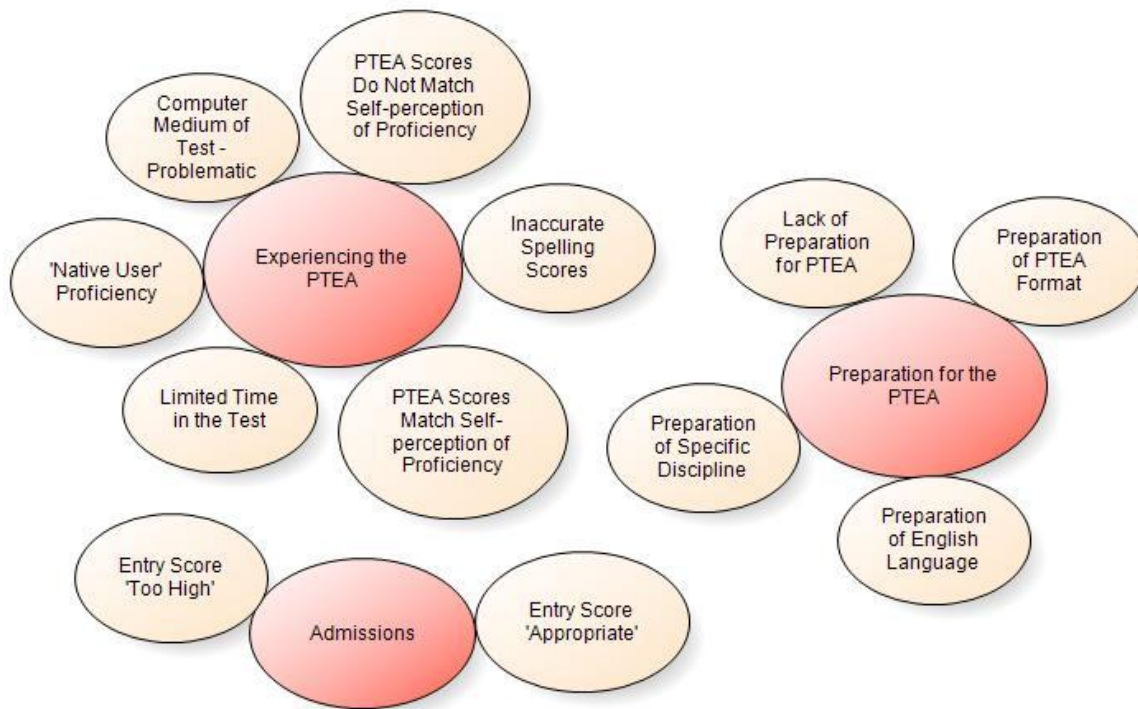 PTEA Scores
Do Not Match
Self-perception
of Proficiency
Computer
Medium of
Test -
Problematic
Inaccurate
Spelling
Scores
Experiencing the
PTEA
'Native User'
Proficiency
Limited Time
in the Test
PTEA Scores
Match Self-
perception of
Proficiency
Lack of
Preparation
for PTEA
Preparation
of PTEA
Format
Preparation for the
PTEA
Preparation
of Specific
Discipline
Preparation
of English
Language
Entry Score
'Too High'
Admissions
Entry Score
'Appropriate'